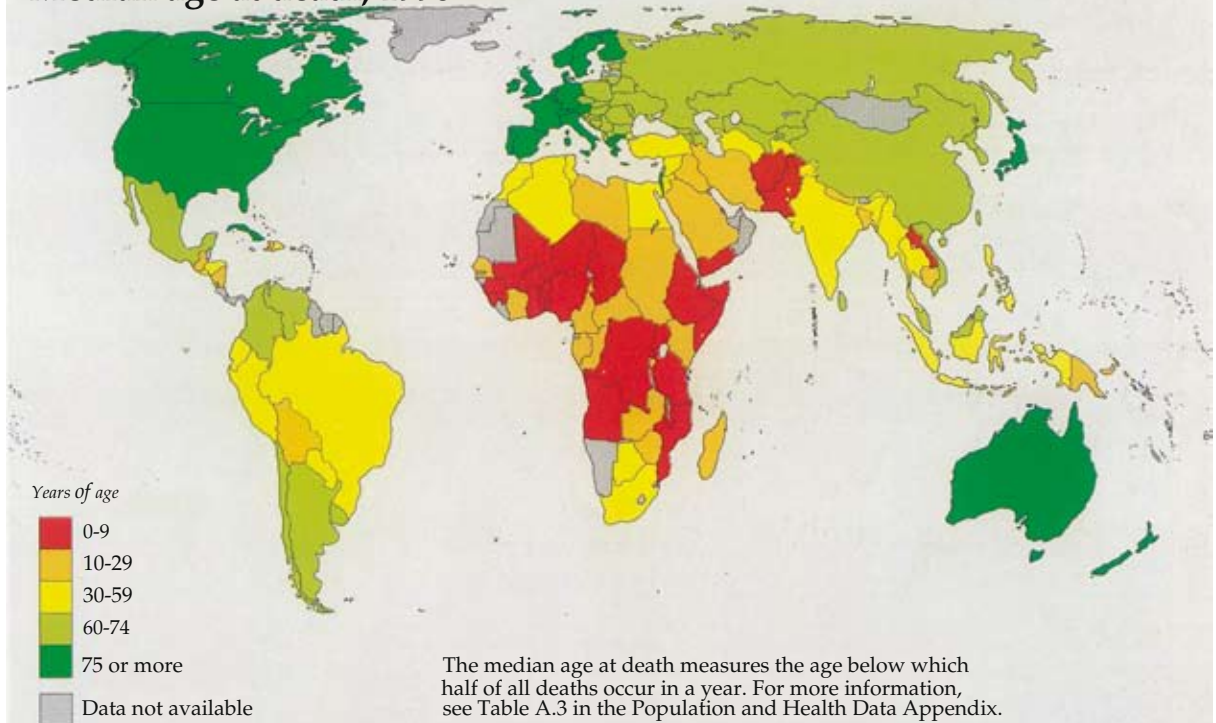 Years of age
0-9
10-29
30-59
60-74
75 or more
Data not available
The median age at death measures the age below which
half of all deaths occur in a year. For more information,
see Table A.3 in the Population and Health Data Appendix.